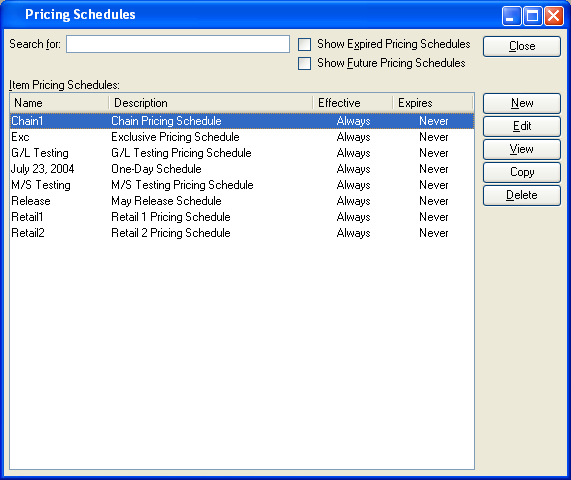 Pricing Schedules
Search for:
Show Expired Pricing Schedules
Close
Show Future Pricing Schedules
Item Pricing Schedules:
Name Description Effective Expires
Chain1 Chain Pricing Schedule Always Never
Exc Exclusive Pricing Schedule Always Never
G/L Testing G/L Testing Pricing Schedule Always Never
July 23, 2004 One-Day Schedule Always Never
M/S Testing M/S Testing Pricing Schedule Always Never
Release May Release Schedule Always Never
Retail1 Retail 1 Pricing Schedule Always Never
Retail2 Retail 2 Pricing Schedule Always Never
New
Edit
View
Copy
Delete